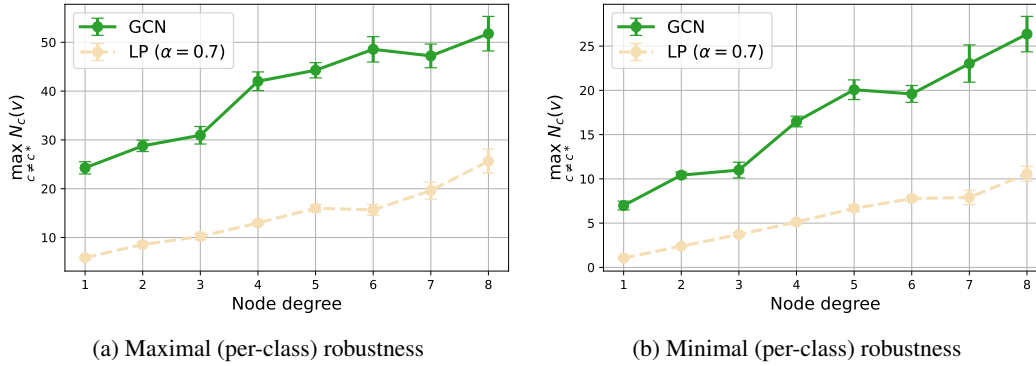 GCN
LP (α = 0.7)
50
40
30
20
10
max N_c(v)
c≠c*
1 2 3 4 5 6 7 8
Node degree
(a) Maximal (per-class) robustness
GCN
LP (α = 0.7)
25
20
15
10
5
0
max N_c(v)
c≠c*
1 2 3 4 5 6 7 8
Node degree
(b) Minimal (per-class) robustness